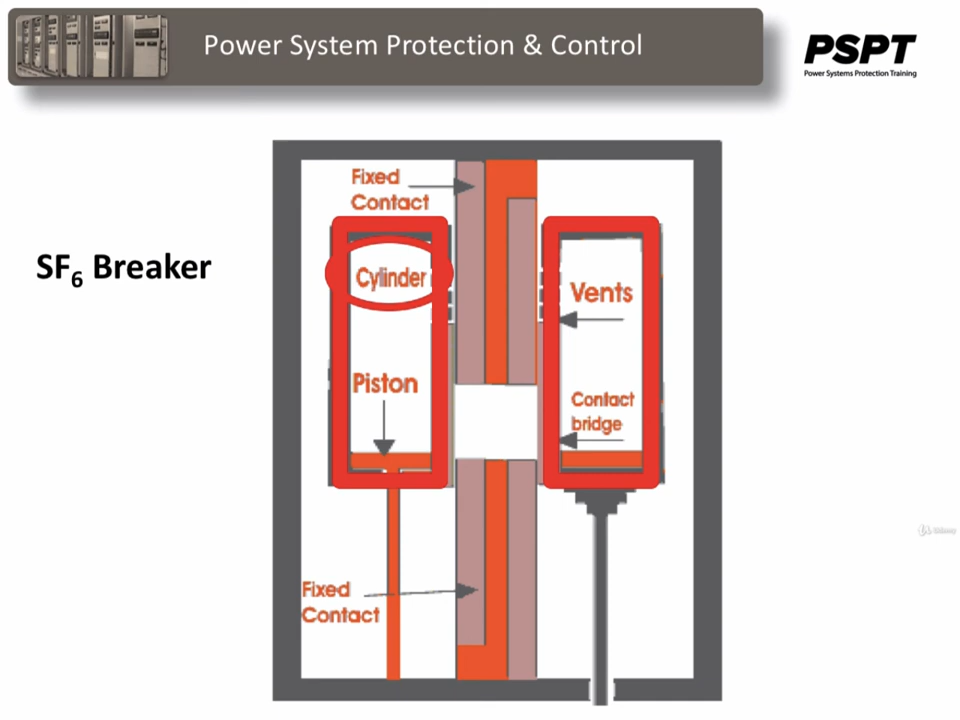 Power System Protection & Control
PSPT
Power Systems Protection Training
Fixed
Contact
SF6 Breaker
Cylinder
Vents
Piston
Contact
bridge
Fixed
Contact